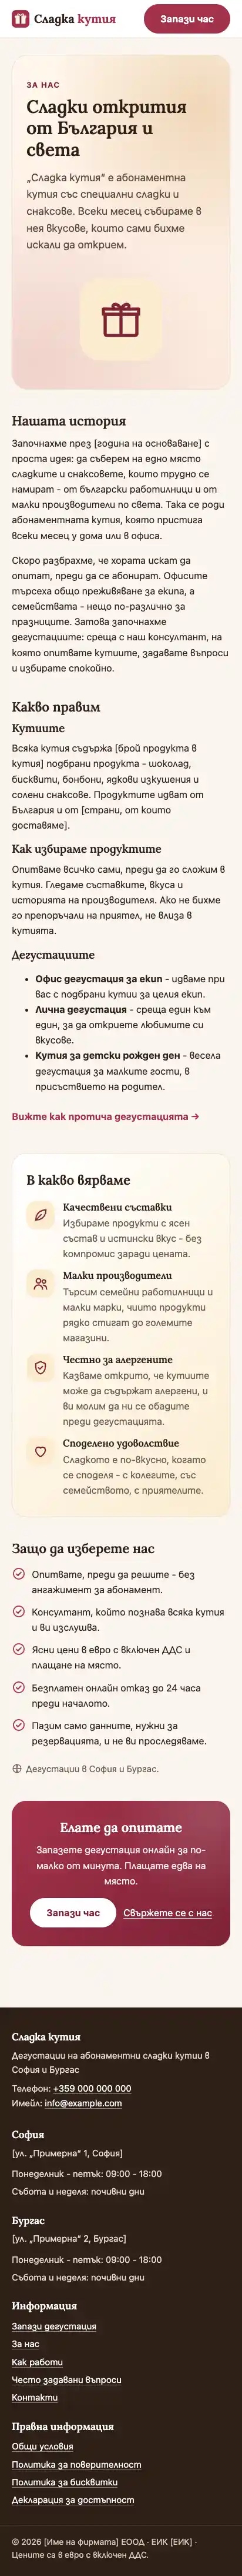 Сладка кутия
Запази час
ЗА НАС
Сладки открития
от България и
света
„Сладка кутия“ е абонаментна
кутия със специални сладки и
снаксове. Всеки месец събираме в
нея вкусове, които сами бихме
искали да открием.
Нашата история
Започнахме през [година на основаване] с
проста идея: да съберем на едно място
сладките и снаксовете, които трудно се
намират - от български работилници и от
малки производители по света. Така се роди
абонаментната кутия, която пристига
всеки месец у дома или в офиса.
Скоро разбрахме, че хората искат да
опитат, преди да се абонират. Офисите
търсеха общо преживяване за екипа, а
семействата - нещо по-различно за
празниците. Затова започнахме
дегустациите: среща с наш консултант, на
която опитвате кутиите, задавате въпроси
и избирате спокойно.
Какво правим
Кутиите
Всяка кутия съдържа [брой продукта в
кутия] подбрани продукта - шоколад,
бисквити, бонбони, ядкови изкушения и
солени снаксове. Продуктите идват от
България и от [страни, от които
доставяме].
Как избираме продуктите
Опитваме всичко сами, преди да го сложим в
кутия. Гледаме съставките, вкуса и
историята на производителя. Ако не бихме
го препоръчали на приятел, не влиза в
кутията.
Дегустациите
• Офис дегустация за екип - идваме при
вас с подбрани кутии за целия екип.
• Лична дегустация - среща един към
един, за да откриете любимите си
вкусове.
• Кутия за детски рожден ден - весела
дегустация за малките гости, в
присъствието на родител.
Вижте как протича дегустацията →
В какво вярваме
Качествени съставки
Избираме продукти с ясен
състав и истински вкус - без
компромис заради цената.
Малки производители
Търсим семейни работилници и
малки марки, чиито продукти
рядко стигат до големите
магазини.
Честно за алергените
Казваме открито, че кутиите
може да съдържат алергени, и
ви молим да ни се обадите
преди дегустацията.
Споделено удоволствие
Сладкото е по-вкусно, когато
се споделя - с колегите, със
семейството, с приятелите.
Защо да изберете нас
Опитвате, преди да решите - без
ангажимент за абонамент.
Консултант, който познава всяка кутия
и ви изслушва.
Ясни цени в евро с включен ДДС и
плащане на място.
Безплатен онлайн отказ до 24 часа
преди началото.
Пазим само данните, нужни за
резервацията, и не ви проследяваме.
Дегустации в София и Бургас.
Елате да опитате
Запазете дегустация онлайн за по-
малко от минута. Плащате едва на
място.
Запази час
Свържете се с нас
Сладка кутия
Дегустации на абонаментни сладки кутии в
София и Бургас
Телефон: +359 000 000 000
Имейл: info@example.com
София
[ул. „Примерна“ 1, София]
Понеделник - петък: 09:00 - 18:00
Събота и неделя: почивни дни
Бургас
[ул. „Примерна“ 2, Бургас]
Понеделник - петък: 09:00 - 18:00
Събота и неделя: почивни дни
Информация
Запази дегустация
За нас
Как работи
Често задавани въпроси
Контакти
Правна информация
Общи условия
Политика за поверителност
Политика за бисквитки
Декларация за достъпност
© 2026 [Име на фирмата] ЕООД · ЕИК [ЕИК] ·
Цените са в евро с включен ДДС.